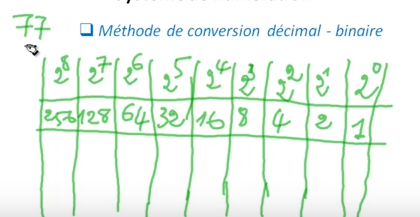 77 ❑ Méthode de conversion décimal - binaire
2⁸ 2⁷ 2⁶ 2⁵ 2⁴ 2³ 2² 2¹ 2⁰
256 128 64 32 16 8 4 2 1